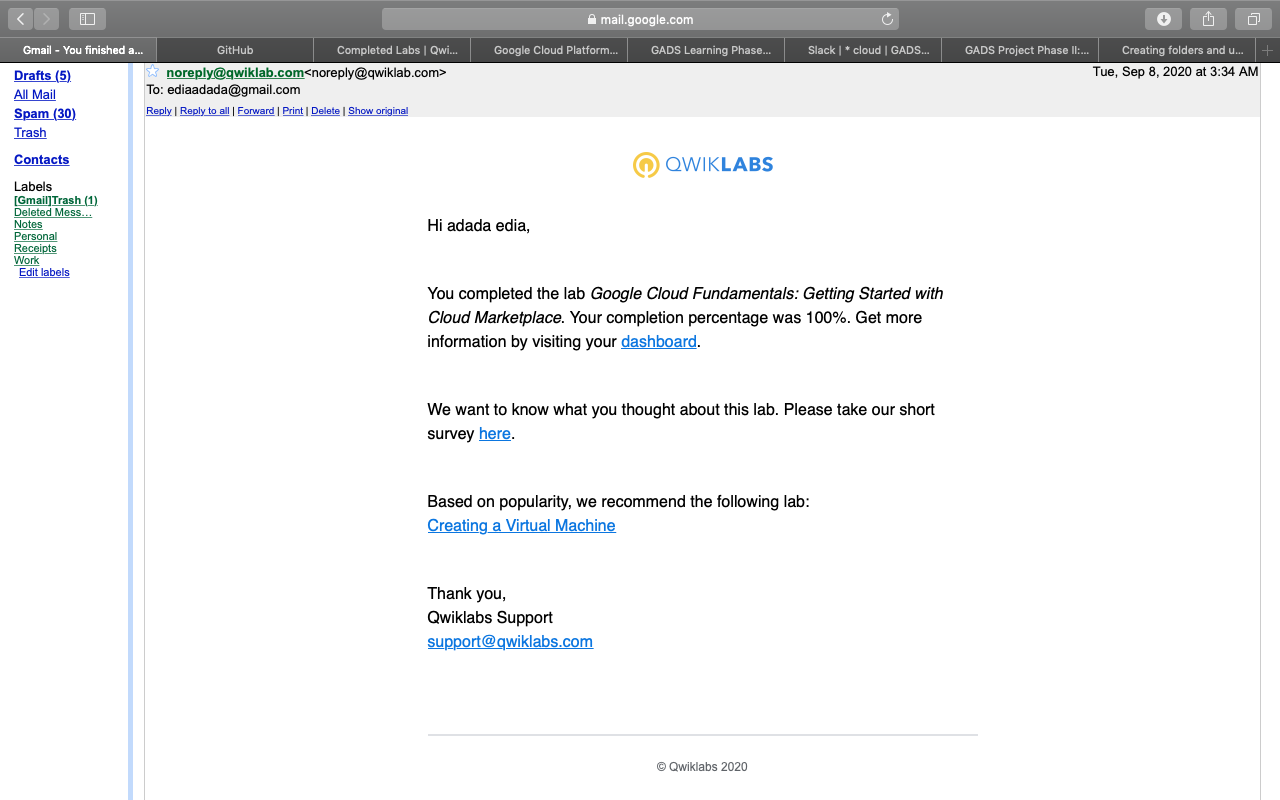 mail.google.com
Gmail - You finished a...
GitHub
Completed Labs | Qwi...
Google Cloud Platform...
GADS Learning Phase...
Slack | * cloud | GADS...
GADS Project Phase II:...
Creating folders and u...
Drafts (5)
All Mail
Spam (30)
Trash
Contacts
Labels
[Gmail]Trash (1)
Deleted Mess...
Notes
Personal
Receipts
Work
Edit labels
noreply@qwiklab.com<noreply@qwiklab.com>
Tue, Sep 8, 2020 at 3:34 AM
To: ediaadada@gmail.com
Reply | Reply to all | Forward | Print | Delete | Show original
QWIKLABS
Hi adada edia,
You completed the lab Google Cloud Fundamentals: Getting Started with
Cloud Marketplace. Your completion percentage was 100%. Get more
information by visiting your dashboard.
We want to know what you thought about this lab. Please take our short
survey here.
Based on popularity, we recommend the following lab:
Creating a Virtual Machine
Thank you,
Qwiklabs Support
support@qwiklabs.com
© Qwiklabs 2020